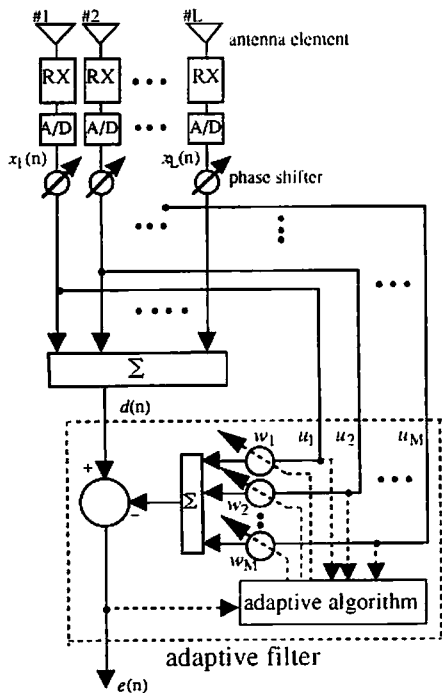 #1 #2 #L
antenna element
RX RX RX
A/D A/D A/D
x1(n) xL(n)
phase shifter
Σ
d(n)
w1 u1 u2 uM
+
−
Σ
w2
wM
adaptive algorithm
adaptive filter
e(n)